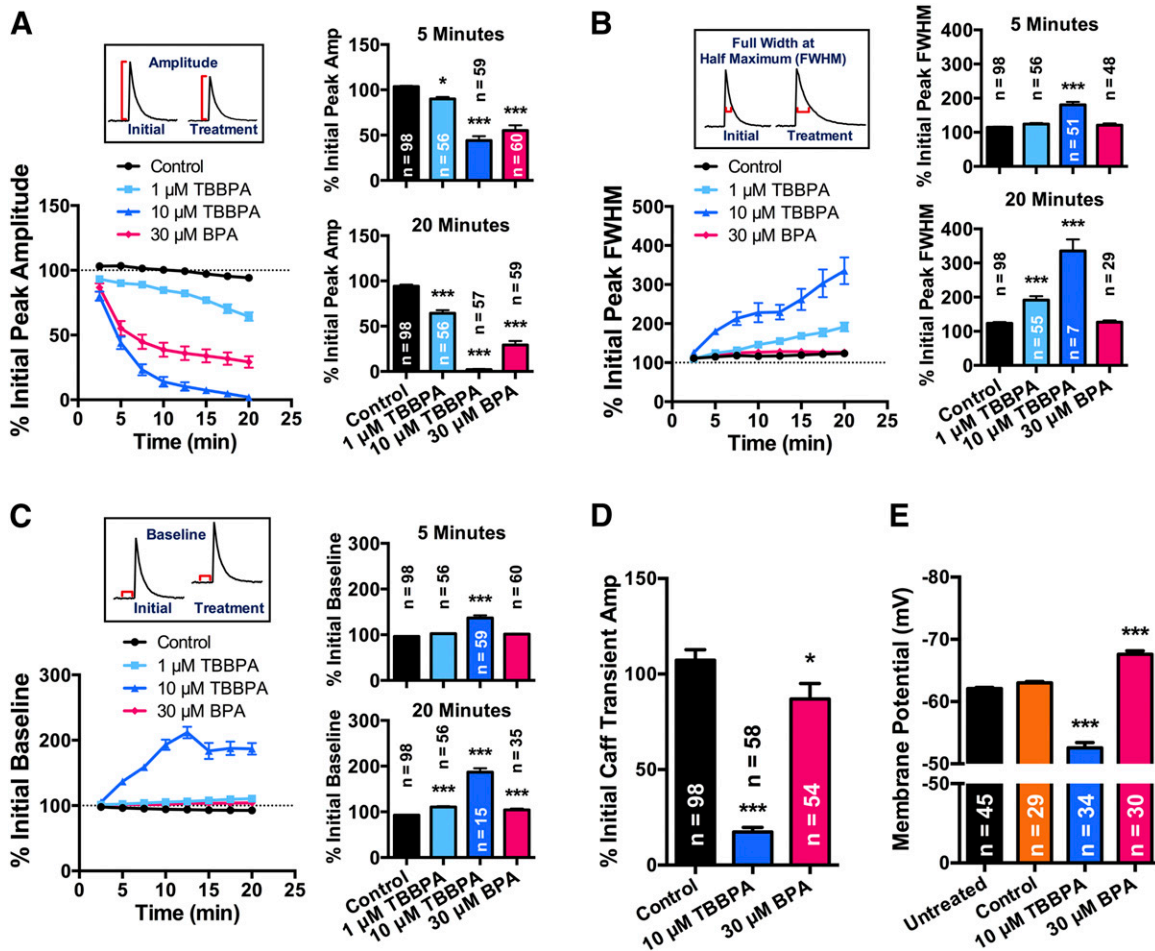 A
Amplitude
Initial
Treatment
Control
1 µM TBBPA
10 µM TBBPA
30 µM BPA
% Initial Peak Amplitude
150
100
50
0
0 5 10 15 20 25
Time (min)
5 Minutes
% Initial Peak Amp
150
100
50
0
n = 98
*
n = 56
n = 59
***
***
n = 60
20 Minutes
% Initial Peak Amp
150
100
50
0
n = 98
***
n = 56
n = 57
***
n = 59
***
Control
1 µM TBBPA
10 µM TBBPA
30 µM BPA
B
Full Width at
Half Maximum (FWHM)
Initial
Treatment
Control
1 µM TBBPA
10 µM TBBPA
30 µM BPA
% Initial Peak FWHM
500
400
300
200
100
0 5 10 15 20 25
Time (min)
5 Minutes
% Initial Peak FWHM
400
300
200
100
0
n = 98
n = 56
***
n = 51
n = 48
20 Minutes
% Initial Peak FWHM
400
300
200
100
0
n = 98
***
n = 55
***
n = 7
n = 29
Control
1 µM TBBPA
10 µM TBBPA
30 µM BPA
C
Baseline
Initial
Treatment
Control
1 µM TBBPA
10 µM TBBPA
30 µM BPA
% Initial Baseline
300
200
100
0
0 5 10 15 20 25
Time (min)
5 Minutes
% Initial Baseline
300
200
100
0
n = 98
n = 56
***
n = 59
n = 60
20 Minutes
% Initial Baseline
300
200
100
0
n = 98
n = 56
***
***
n = 15
n = 35
***
Control
1 µM TBBPA
10 µM TBBPA
30 µM BPA
D
% Initial Caff Transient Amp
150
100
50
0
n = 98
n = 58
***
*
n = 54
Control
10 µM TBBPA
30 µM BPA
E
Membrane Potential (mV)
-80
-70
-60
-50
-50
0
n = 45
n = 29
***
n = 34
***
n = 30
Untreated
Control
10 µM TBBPA
30 µM BPA